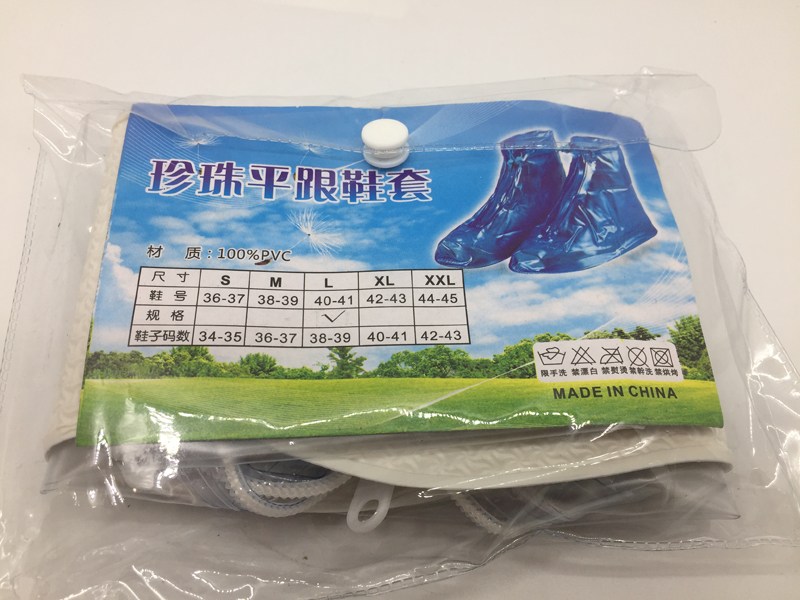 珍珠平跟鞋套
材 质：100%PVC
尺寸 S M L XL XXL
鞋号 36-37 38-39 40-41 42-43 44-45
规格 ✓
鞋子码数 34-35 36-37 38-39 40-41 42-43
限手洗 禁漂白 禁熨烫 禁幹洗 禁烘烤
MADE IN CHINA